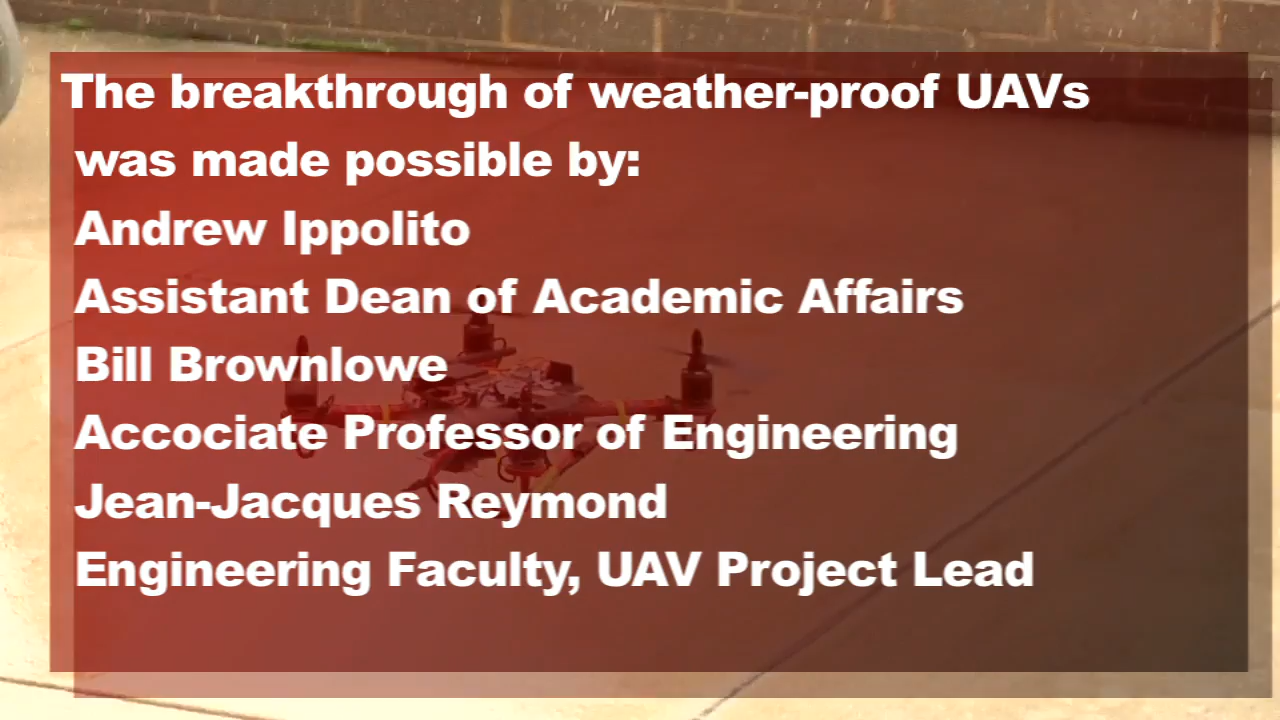 The breakthrough of weather-proof UAVs
was made possible by:
Andrew Ippolito
Assistant Dean of Academic Affairs
Bill Brownlowe
Accociate Professor of Engineering
Jean-Jacques Reymond
Engineering Faculty, UAV Project Lead